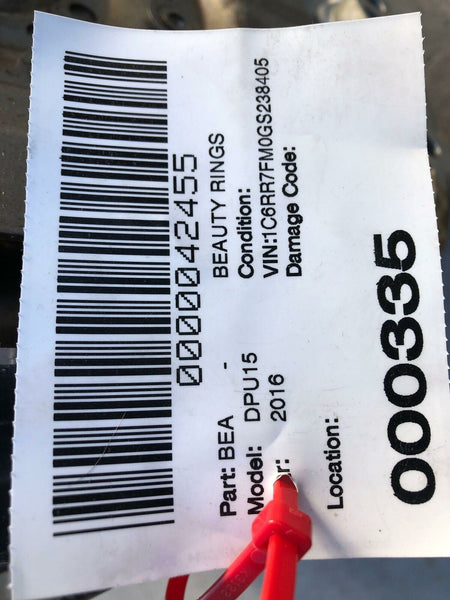 0000042455
Part: BEA - BEAUTY RINGS
Model: DPU15 Condition:
r: 2016 VIN:1C6RR7FM0GS238405
Damage Code:
Location:
000335